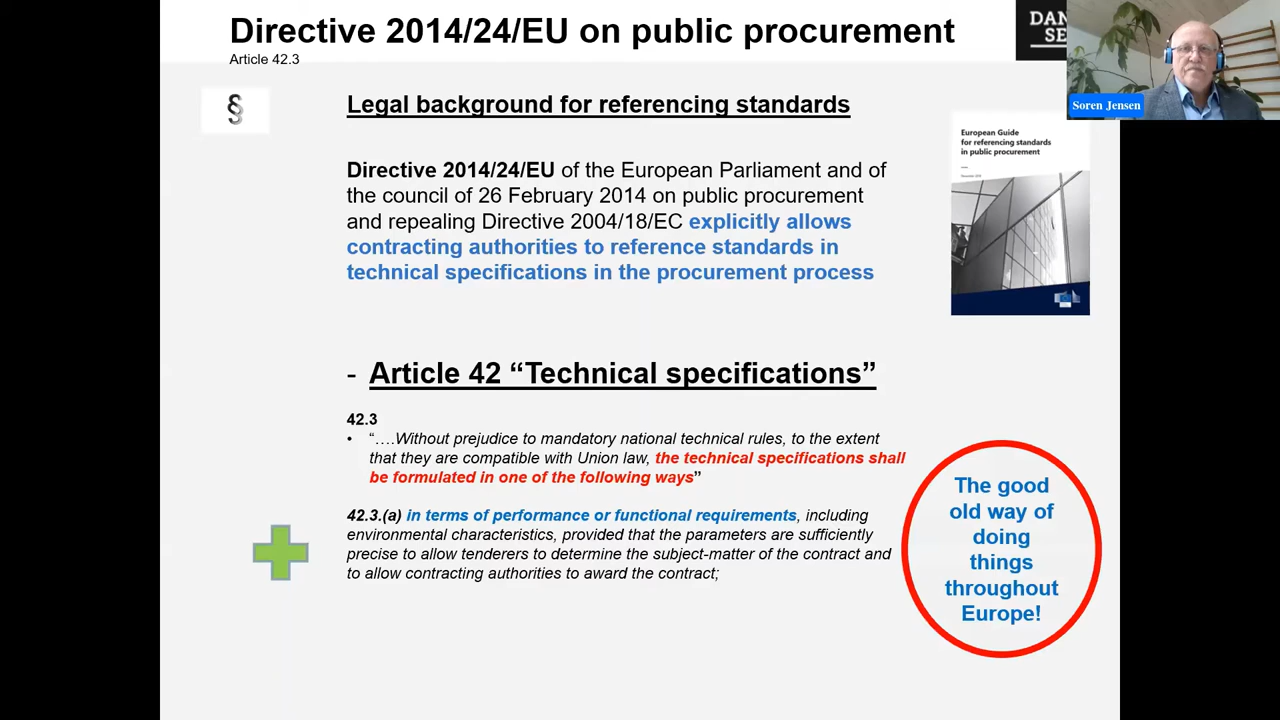 Directive 2014/24/EU on public procurement
Article 42.3
DAN
SE
Soren Jensen
§
Legal background for referencing standards
European Guide
for referencing standards
in public procurement
Directive 2014/24/EU of the European Parliament and of
the council of 26 February 2014 on public procurement
and repealing Directive 2004/18/EC explicitly allows
contracting authorities to reference standards in
technical specifications in the procurement process
- Article 42 “Technical specifications”
42.3
• “….Without prejudice to mandatory national technical rules, to the extent
that they are compatible with Union law, the technical specifications shall
be formulated in one of the following ways”
42.3.(a) in terms of performance or functional requirements, including
environmental characteristics, provided that the parameters are sufficiently
precise to allow tenderers to determine the subject-matter of the contract and
to allow contracting authorities to award the contract;
The good
old way of
doing
things
throughout
Europe!